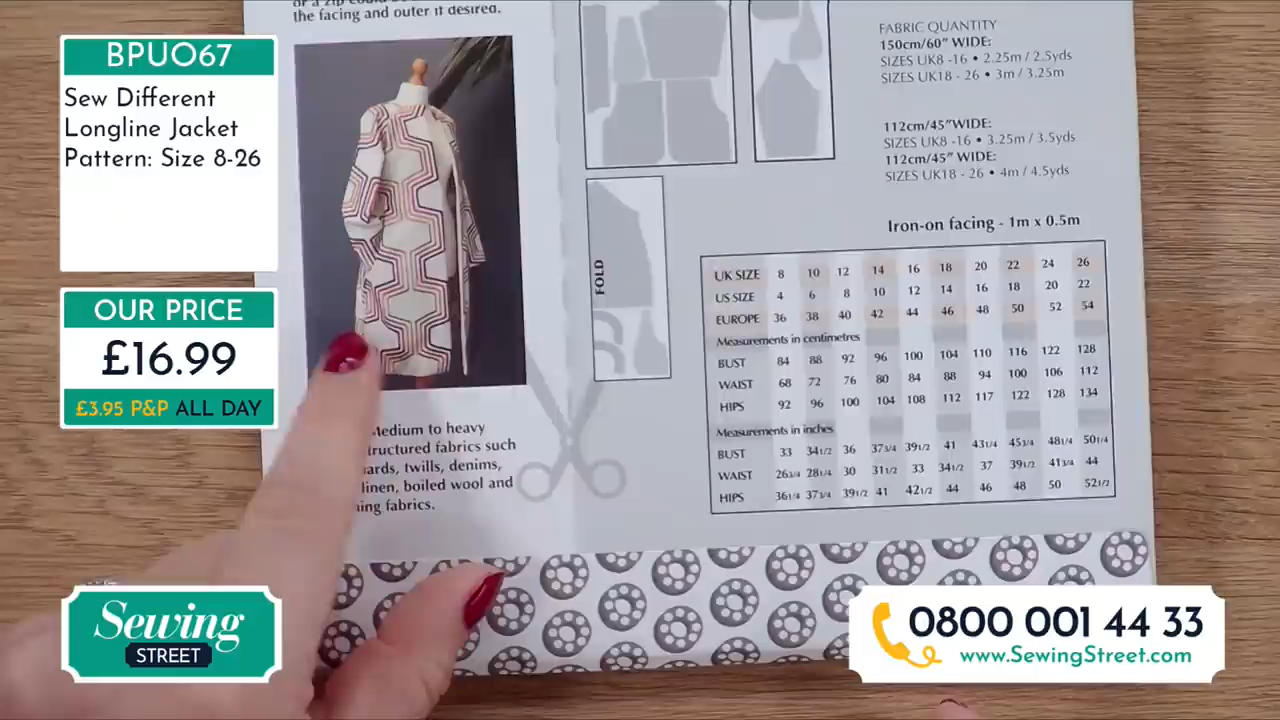 BPUO67
Sew Different
Longline Jacket
Pattern: Size 8-26
OUR PRICE
£16.99
£3.95 P&P ALL DAY
the facing and outer if desired.
Medium to heavy
structured fabrics such
twills, denims,
linen, boiled wool and
fabrics.
FOLD
FABRIC QUANTITY
150cm/60" WIDE:
SIZES UK8 -16 • 2.25m / 2.5yds
SIZES UK18 - 26 • 3m / 3.25m
112cm/45"WIDE:
SIZES UK8 -16 • 3.25m / 3.5yds
112cm/45" WIDE:
SIZES UK18 - 26 • 4m / 4.5yds
Iron-on facing - 1m x 0.5m
UK SIZE 8 10 12 14 16 18 20 22 24 26
US SIZE 4 6 8 10 12 14 16 18 20 22
EUROPE 36 38 40 42 44 46 48 50 52 54
Measurements in centimetres
BUST 84 88 92 96 100 104 110 116 122 128
WAIST 68 72 76 80 84 88 94 100 106 112
HIPS 92 96 100 104 108 112 117 122 128 134
Measurements in inches
BUST 33 341/2 36 373/4 391/2 41 431/4 453/4 481/4 501/4
WAIST 263/4 281/4 30 311/2 33 341/2 37 391/2 413/4 44
HIPS 361/4 373/4 391/2 41 421/2 44 46 48 50 521/2
Sewing
STREET
0800 001 44 33
www.SewingStreet.com